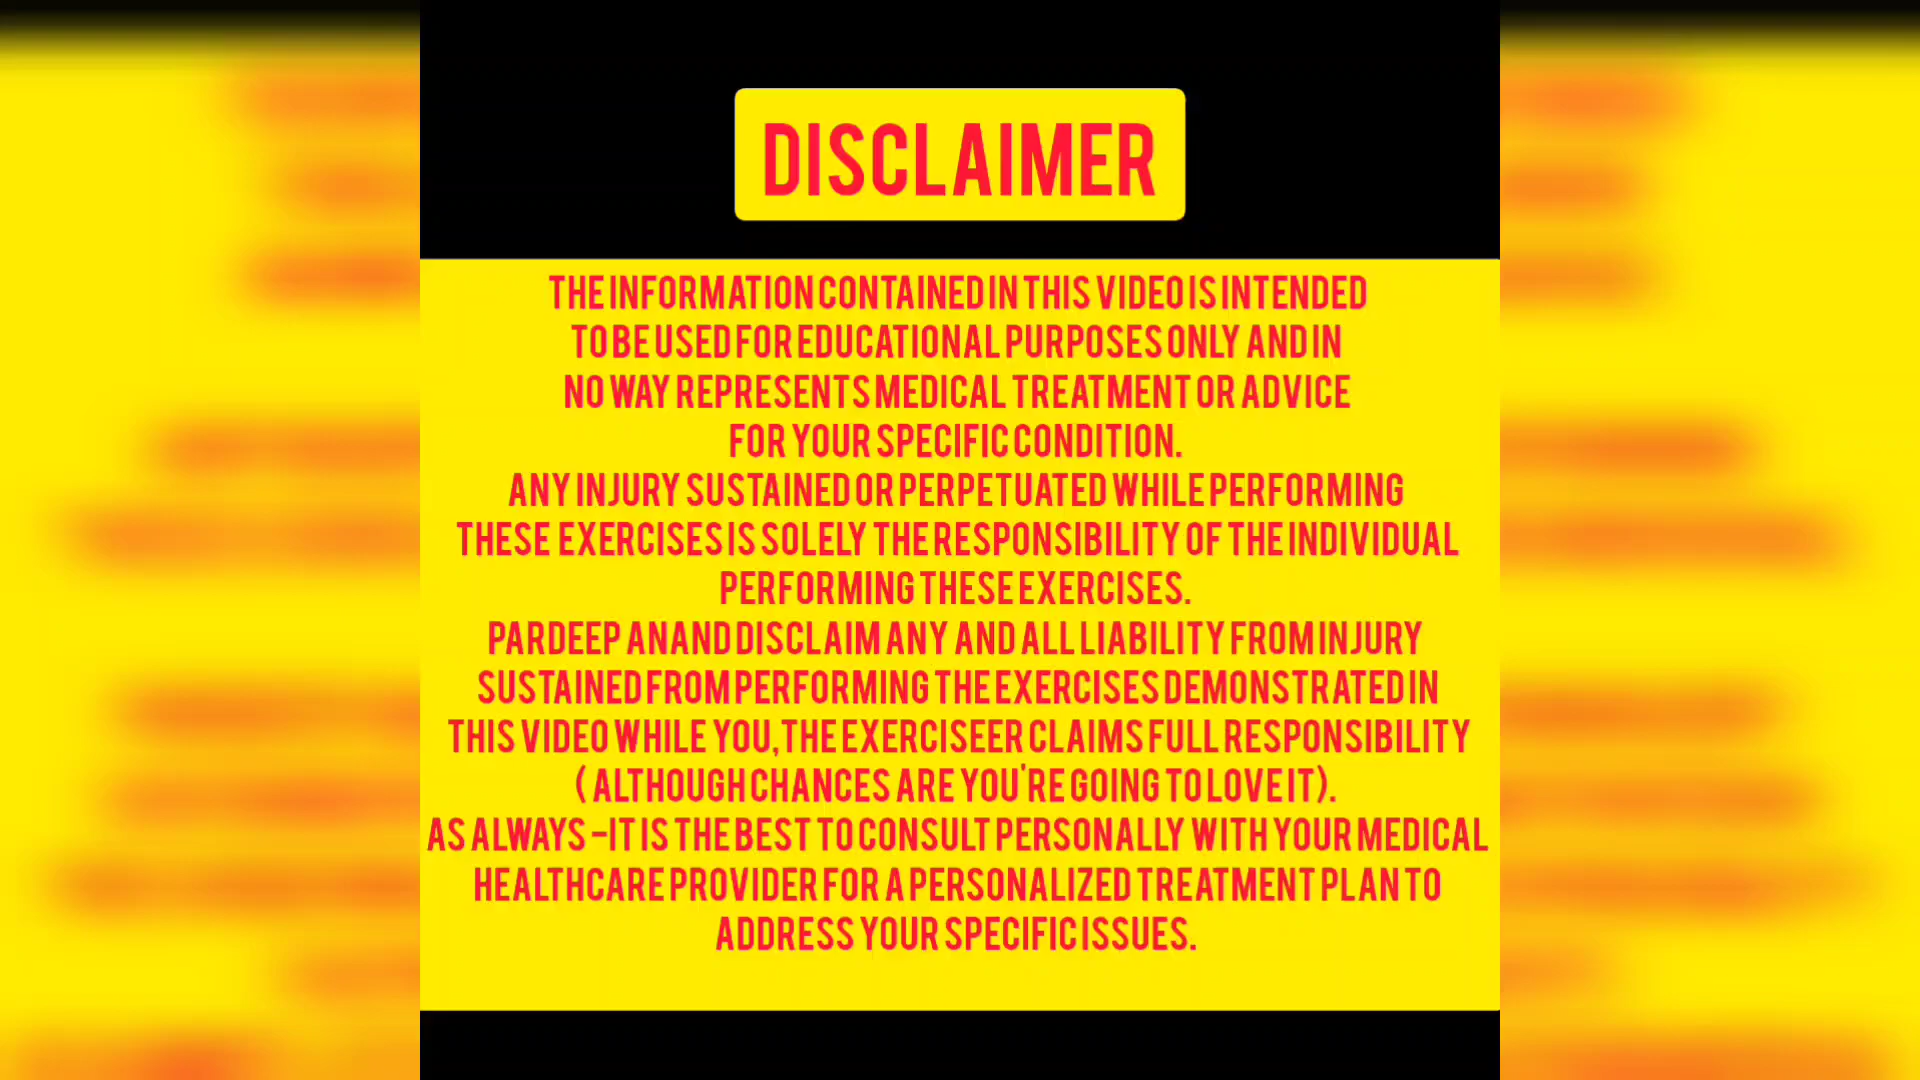 DISCLAIMER
THE INFORMATION CONTAINED IN THIS VIDEO IS INTENDED
TO BE USED FOR EDUCATIONAL PURPOSES ONLY AND IN
NO WAY REPRESENTS MEDICAL TREATMENT OR ADVICE
FOR YOUR SPECIFIC CONDITION.
ANY INJURY SUSTAINED OR PERPETUATED WHILE PERFORMING
THESE EXERCISES IS SOLELY THE RESPONSIBILITY OF THE INDIVIDUAL
PERFORMING THESE EXERCISES.
PARDEEP ANAND DISCLAIM ANY AND ALL LIABILITY FROM INJURY
SUSTAINED FROM PERFORMING THE EXERCISES DEMONSTRATED IN
THIS VIDEO WHILE YOU,THE EXERCISEER CLAIMS FULL RESPONSIBILITY
( ALTHOUGH CHANCES ARE YOU'RE GOING TO LOVE IT).
AS ALWAYS -IT IS THE BEST TO CONSULT PERSONALLY WITH YOUR MEDICAL
HEALTHCARE PROVIDER FOR A PERSONALIZED TREATMENT PLAN TO
ADDRESS YOUR SPECIFIC ISSUES.